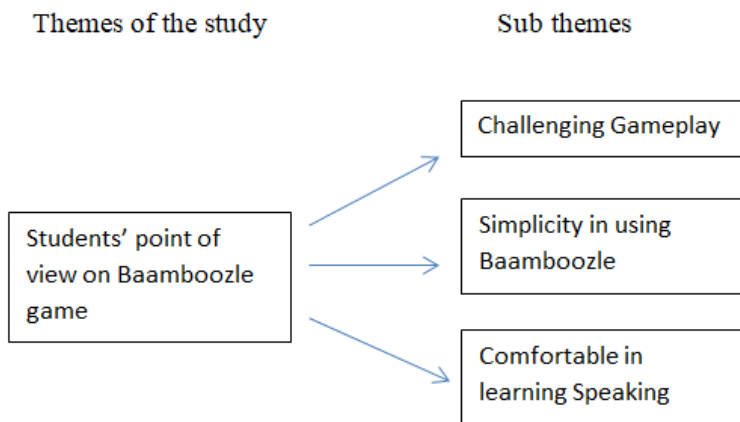 Themes of the study
Sub themes
Challenging Gameplay
Students’ point of
view on Baamboozle
game
Simplicity in using
Baamboozle
Comfortable in
learning Speaking